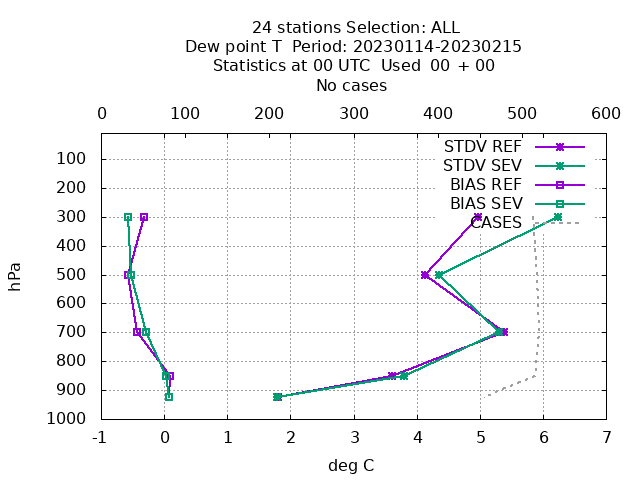 24 stations Selection: ALL
Dew point T  Period: 20230114-20230215
Statistics at 00 UTC  Used  00 + 00
No cases
0 100 200 300 400 500 600
STDV REF
STDV SEV
BIAS REF
BIAS SEV
CASES
100
200
300
400
500
600
700
800
900
1000
hPa
-1 0 1 2 3 4 5 6 7
deg C